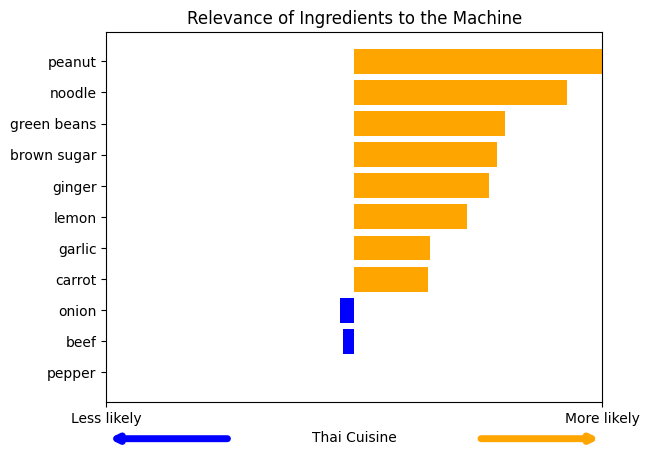 Relevance of Ingredients to the Machine
peanut
noodle
green beans
brown sugar
ginger
lemon
garlic
carrot
onion
beef
pepper
Less likely
More likely
Thai Cuisine